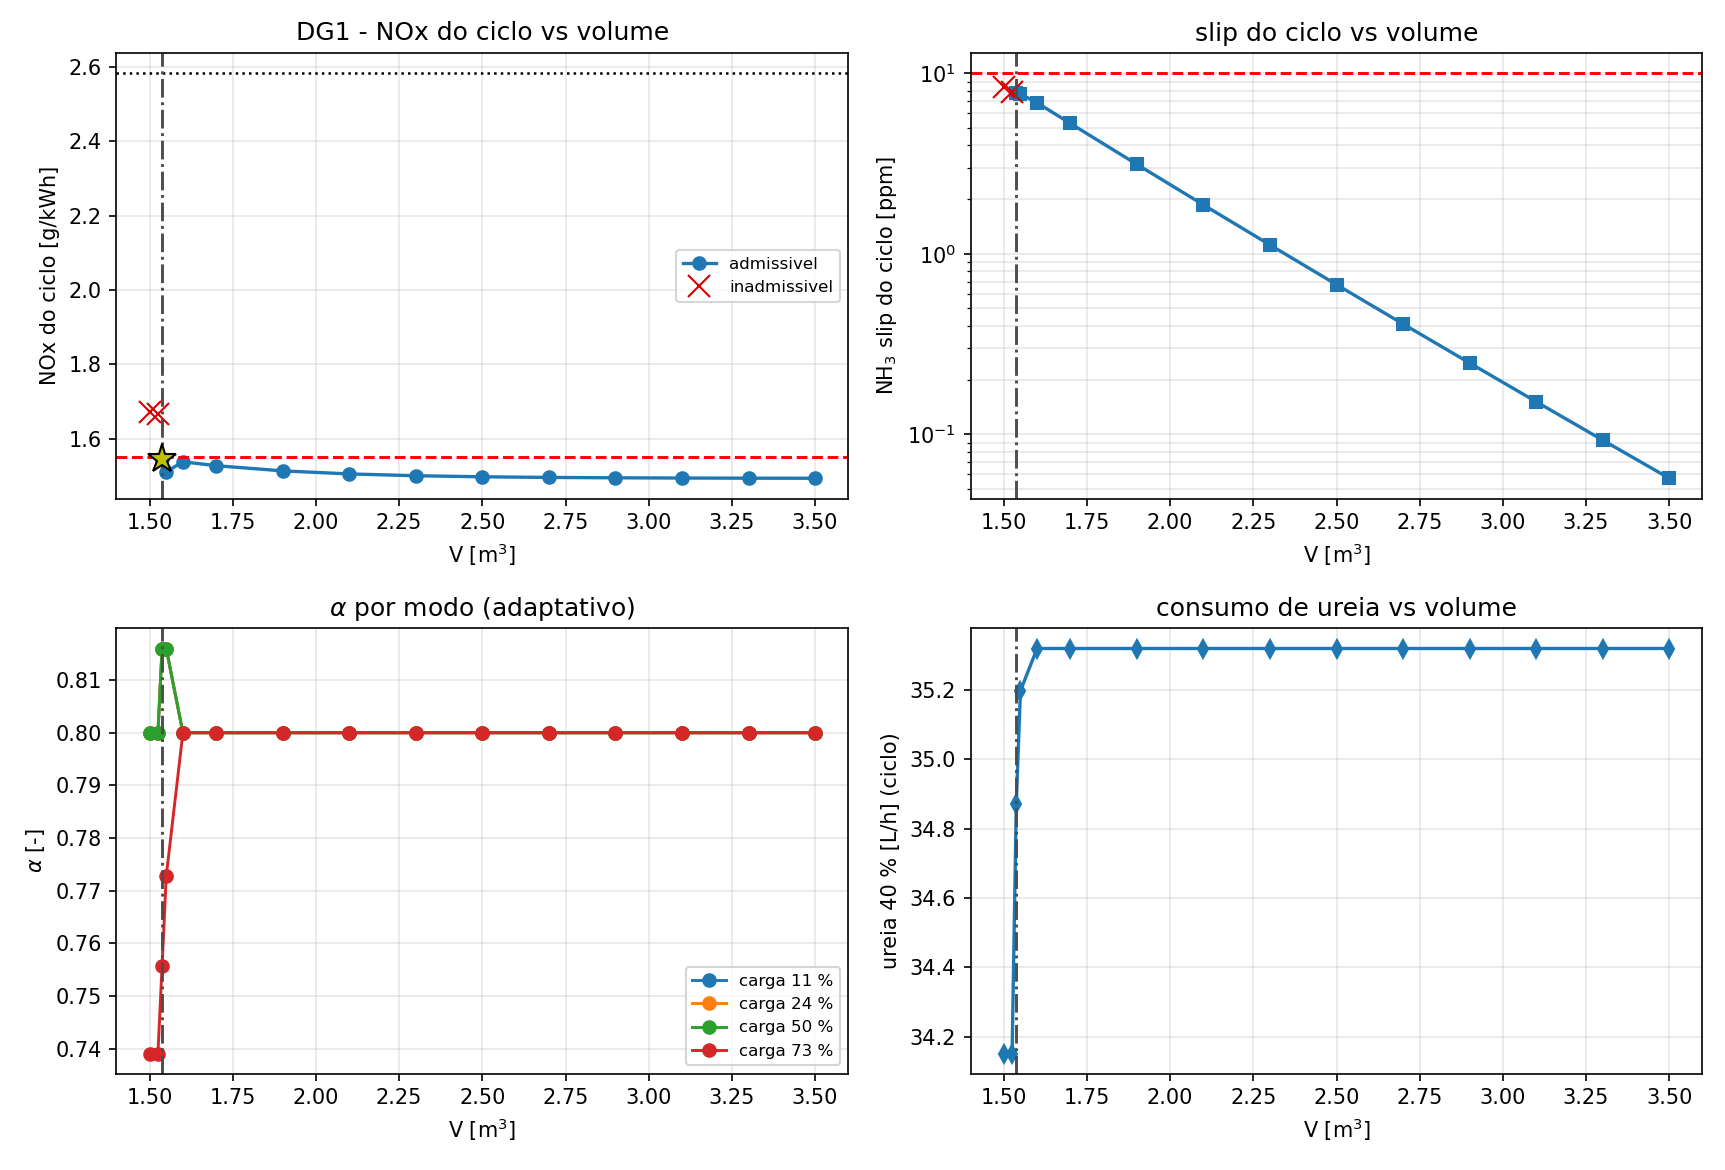 DG1 - NOx do ciclo vs volume
NOx do ciclo [g/kWh]
2.6
2.4
2.2
2.0
1.8
1.6
admissivel
inadmissivel
1.50 1.75 2.00 2.25 2.50 2.75 3.00 3.25 3.50
V [m³]
slip do ciclo vs volume
NH₃ slip do ciclo [ppm]
10¹
10⁰
10⁻¹
1.50 1.75 2.00 2.25 2.50 2.75 3.00 3.25 3.50
V [m³]
α por modo (adaptativo)
α [-]
0.81
0.80
0.79
0.78
0.77
0.76
0.75
0.74
carga 11 %
carga 24 %
carga 50 %
carga 73 %
1.50 1.75 2.00 2.25 2.50 2.75 3.00 3.25 3.50
V [m³]
consumo de ureia vs volume
ureia 40 % [L/h] (ciclo)
35.2
35.0
34.8
34.6
34.4
34.2
1.50 1.75 2.00 2.25 2.50 2.75 3.00 3.25 3.50
V [m³]